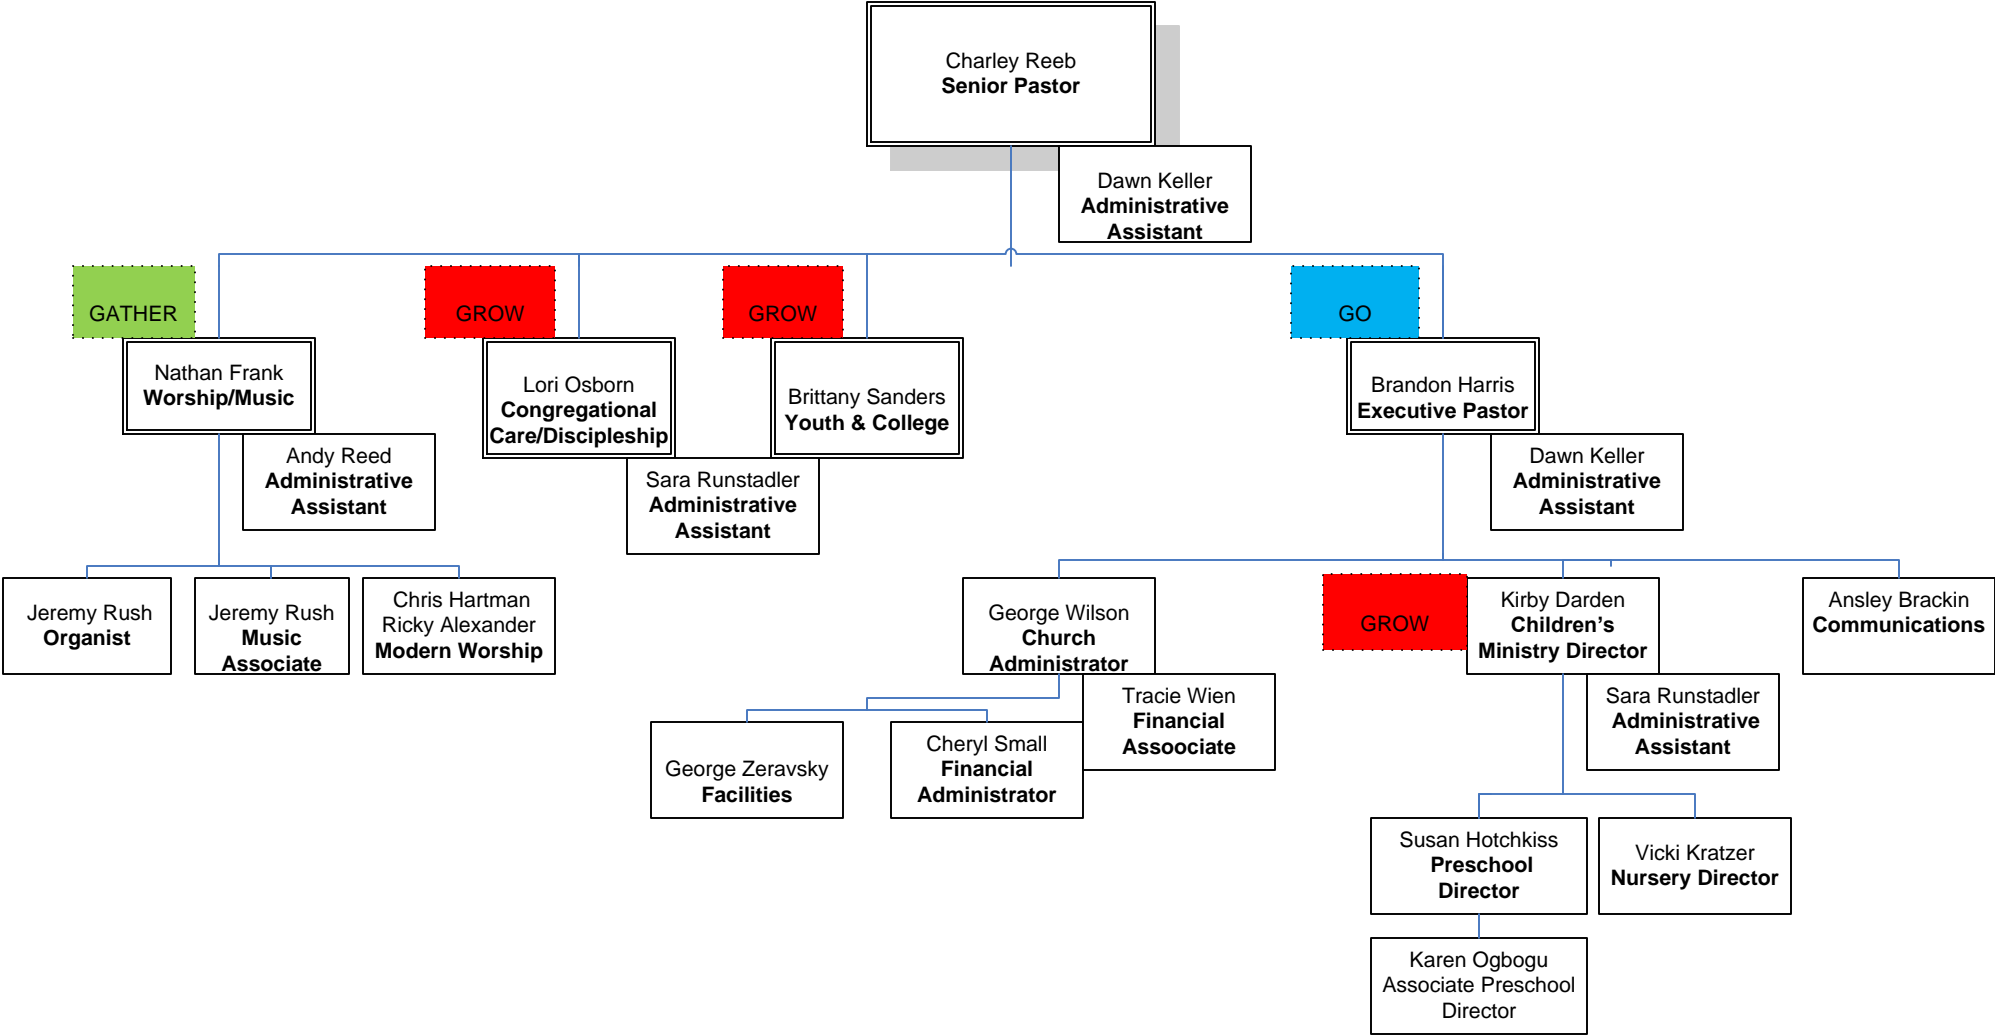 Charley Reeb
Senior Pastor
Dawn Keller
Administrative
Assistant
GATHER
GROW
GROW
GO
Nathan Frank
Worship/Music
Lori Osborn
Congregational
Care/Discipleship
Brittany Sanders
Youth & College
Brandon Harris
Executive Pastor
Andy Reed
Administrative
Assistant
Sara Runstadler
Administrative
Assistant
Dawn Keller
Administrative
Assistant
Jeremy Rush
Organist
Jeremy Rush
Music
Associate
Chris Hartman
Ricky Alexander
Modern Worship
George Wilson
Church
Administrator
GROW
Kirby Darden
Children’s
Ministry Director
Ansley Brackin
Communications
Tracie Wien
Financial
Assoociate
Sara Runstadler
Administrative
Assistant
George Zeravsky
Facilities
Cheryl Small
Financial
Administrator
Susan Hotchkiss
Preschool
Director
Vicki Kratzer
Nursery Director
Karen Ogbogu
Associate Preschool
Director